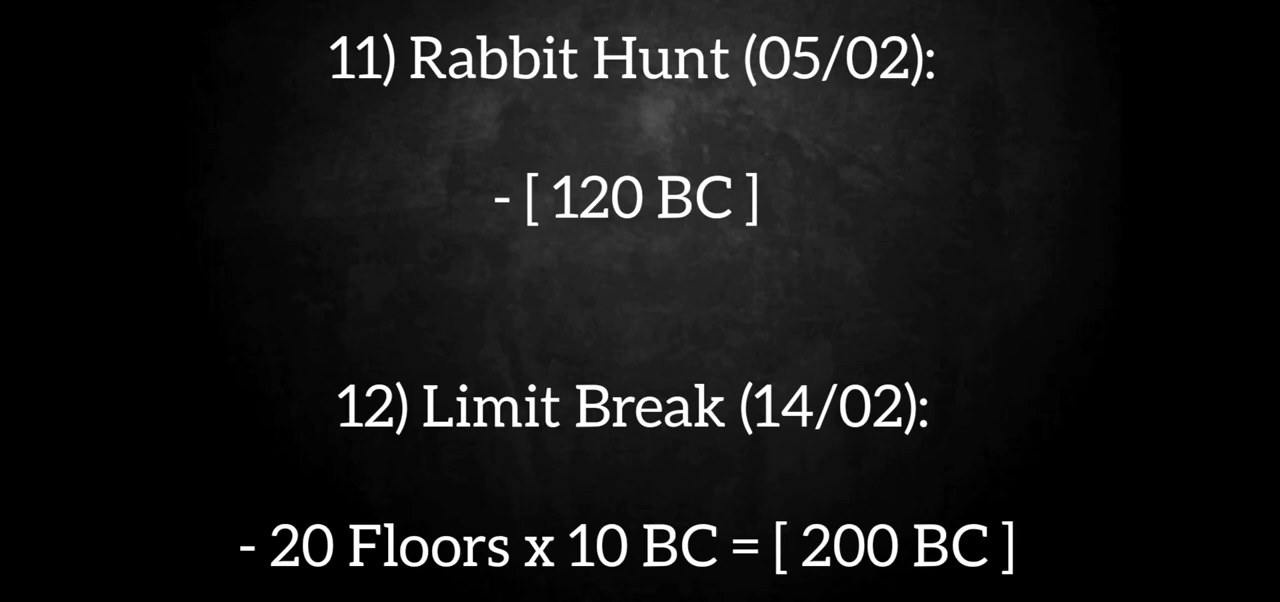 11) Rabbit Hunt (05/02):
- [ 120 BC ]
12) Limit Break (14/02):
- 20 Floors x 10 BC = [ 200 BC ]